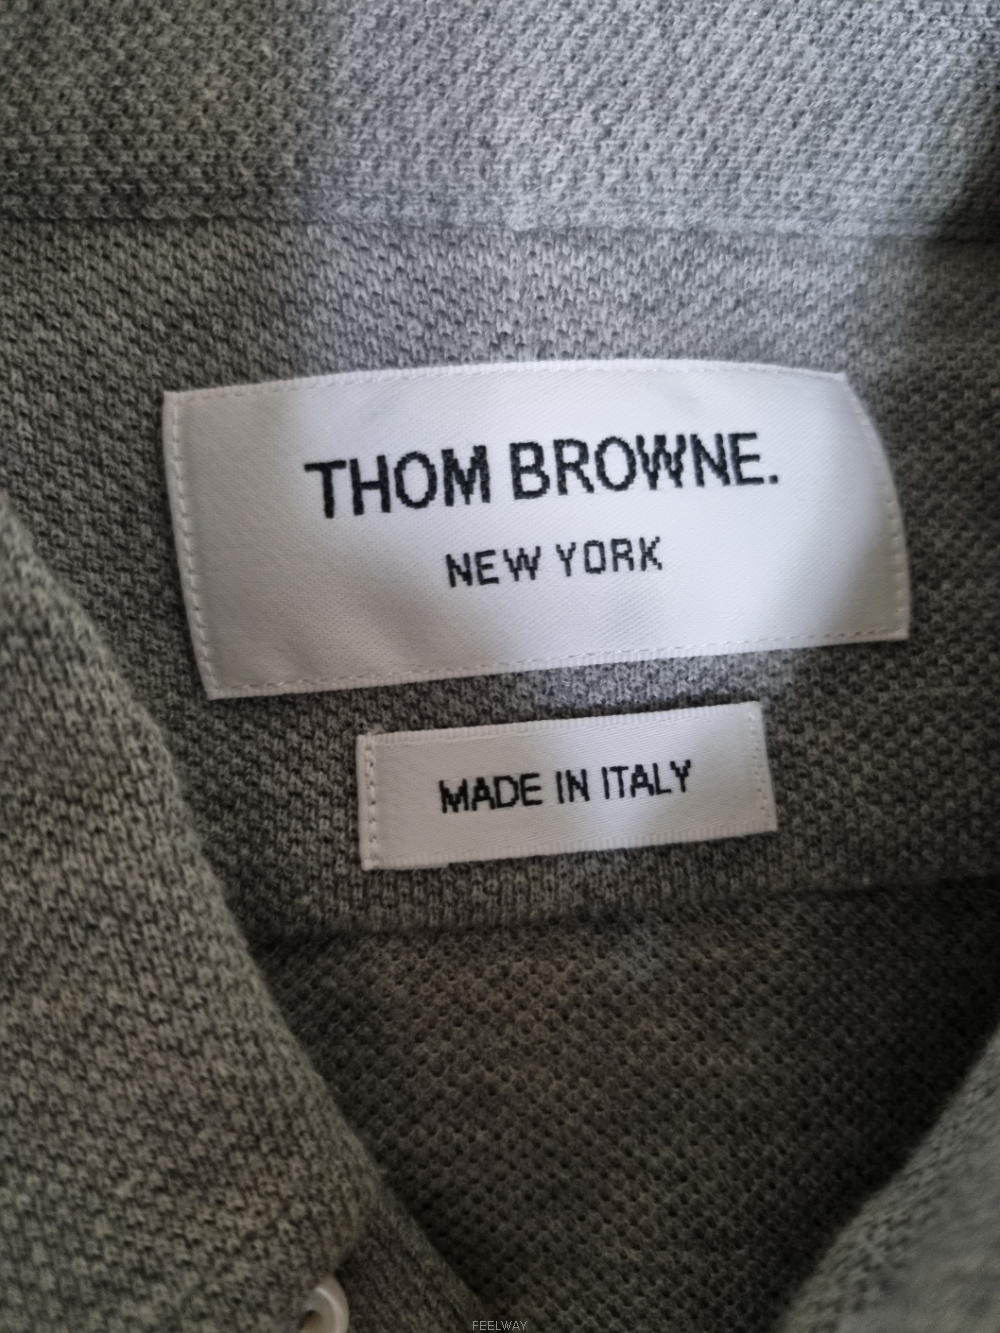 THOM BROWNE.
NEW YORK
MADE IN ITALY
FEELWAY